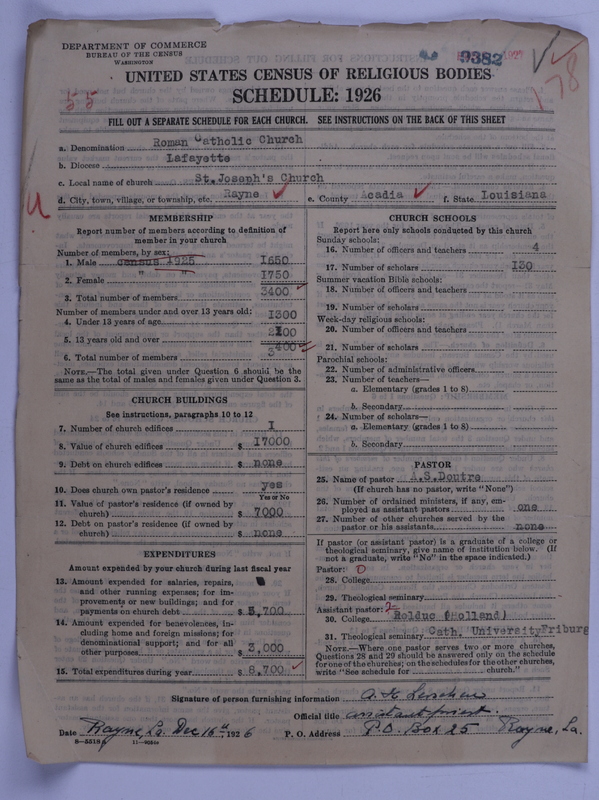 DEPARTMENT OF COMMERCE
BUREAU OF THE CENSUS
WASHINGTON
9382
1927
178
UNITED STATES CENSUS OF RELIGIOUS BODIES
55
SCHEDULE: 1926
FILL OUT A SEPARATE SCHEDULE FOR EACH CHURCH. SEE INSTRUCTIONS ON THE BACK OF THIS SHEET
a. Denomination Roman Catholic Church
b. Diocese Lafayette
c. Local name of church St.Joseph's Church
d. City, town, village, or township, etc. Rayne e. County Acadia f. State Louisiana
MEMBERSHIP
Report number of members according to definition of
member in your church
Number of members, by sex:
1. Male census 1925 1650
2. Female " " 1750
3. Total number of members 3400
Number of members under and over 13 years old:
4. Under 13 years of age 1300
5. 13 years old and over 2100
6. Total number of members 3400
NOTE.—The total given under Question 6 should be the
same as the total of males and females given under Question 3.
CHURCH BUILDINGS
See instructions, paragraphs 10 to 12
7. Number of church edifices I
8. Value of church edifices $ 17000
9. Debt on church edifices $ none
10. Does church own pastor's residence yes
Yes or No
11. Value of pastor's residence (if owned by
church) $ 7000
12. Debt on pastor's residence (if owned by
church) $ none
EXPENDITURES
Amount expended by your church during last fiscal year
13. Amount expended for salaries, repairs,
and other running expenses; for im-
provements or new buildings; and for
payments on church debt $ 5,700
14. Amount expended for benevolences, in-
cluding home and foreign missions; for
denominational support; and for all
other purposes 3,000
15. Total expenditures during year $ 8,700
CHURCH SCHOOLS
Report here only schools conducted by this church
Sunday schools:
16. Number of officers and teachers 4
17. Number of scholars 130
Summer vacation Bible schools:
18. Number of officers and teachers
19. Number of scholars
Week-day religious schools:
20. Number of officers and teachers
21. Number of scholars
Parochial schools:
22. Number of administrative officers
23. Number of teachers—
a. Elementary (grades 1 to 8)
b. Secondary
24. Number of scholars—
a. Elementary (grades 1 to 8)
b. Secondary
PASTOR
25. Name of pastor A.S.Doutre
(If church has no pastor, write "None")
26. Number of ordained ministers, if any, em-
ployed as assistant pastors one
27. Number of other churches served by the
pastor or his assistants none
If pastor (or assistant pastor) is a graduate of a college or
theological seminary, give name of institution below. (If
not a graduate, write "No" in the space indicated.)
Pastor: 0
28. College
29. Theological seminary
Assistant pastor: 2
30. College Rolduc (Holland)
31. Theological seminary Cath. University Friburg
NOTE.—Where one pastor serves two or more churches,
Questions 28 and 29 should be answered only on the schedule
for one of the churches; on the schedules for the other churches,
write "See schedule for church."
Signature of person furnishing information
Official title assistant priest.
Date Rayne, La. Dec 16th 1926 P. O. Address P.O. Box 25 Rayne, La.
8—5518 11—9284